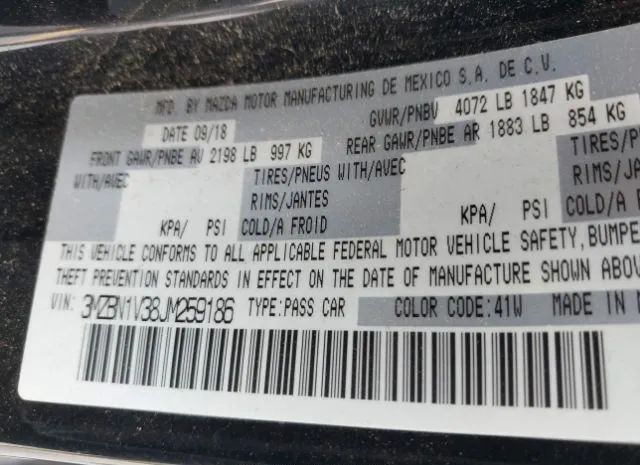 MFD. BY MAZDA MOTOR MANUFACTURING DE MEXICO S.A. DE C.V.
DATE 09/18 GVWR/PNBV 4072 LB 1847 KG
FRONT GAWR/PNBE AV 2198 LB 997 KG REAR GAWR/PNBE AR 1883 LB 854 KG
WITH/AVEC TIRES/PNEUS WITH/AVEC TIRES/PN
RIMS/JANTES RIMS/JA
KPA/ PSI COLD/A FROID KPA/ PSI COLD/A F
THIS VEHICLE CONFORMS TO ALL APPLICABLE FEDERAL MOTOR VEHICLE SAFETY, BUMPE
THEFT PREVENTION STANDARDS IN EFFECT ON THE DATE OF MANUFACTURE SHOWN ABOV
VIN: 3MZBN1V38JM259186 TYPE:PASS CAR COLOR CODE:41W MADE IN